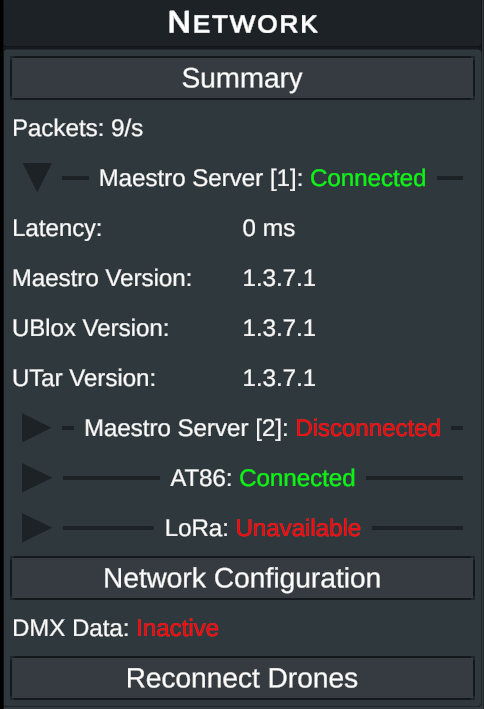 NETWORK
Summary
Packets: 9/s
Maestro Server [1]: Connected
Latency: 0 ms
Maestro Version: 1.3.7.1
UBlox Version: 1.3.7.1
UTar Version: 1.3.7.1
Maestro Server [2]: Disconnected
AT86: Connected
LoRa: Unavailable
Network Configuration
DMX Data: Inactive
Reconnect Drones